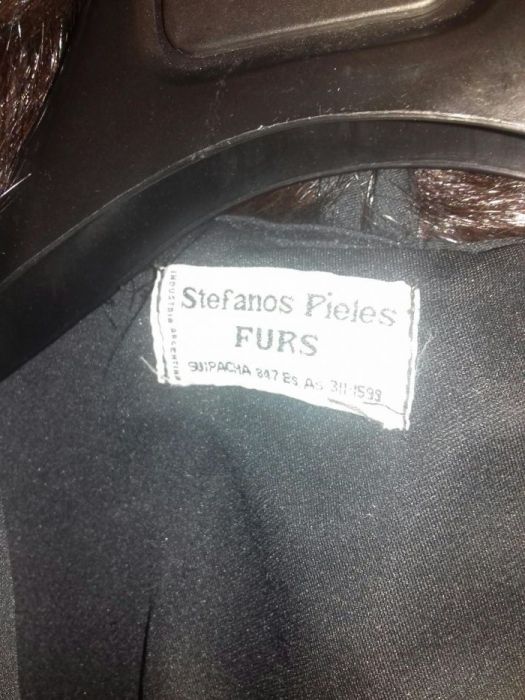 INDUSTRIA ARGENTINA
Stefanos Pieles
FURS
SUIPACHA 847 Bs As 311-1599